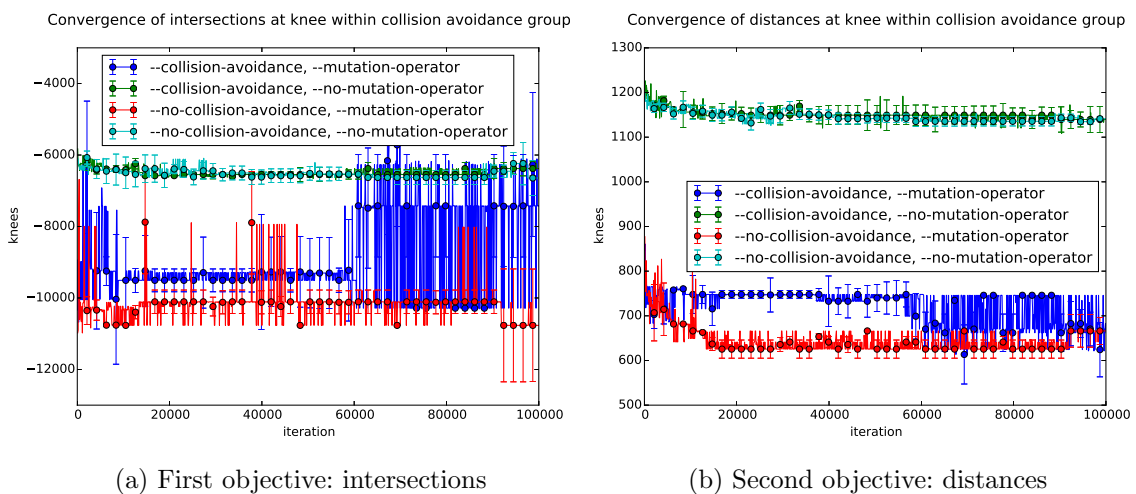 Convergence of intersections at knee within collision avoidance group
−4000
−6000
−8000
−10000
−12000
knees
0 20000 40000 60000 80000 100000
iteration
--collision-avoidance, --mutation-operator
--collision-avoidance, --no-mutation-operator
--no-collision-avoidance, --mutation-operator
--no-collision-avoidance, --no-mutation-operator
(a) First objective: intersections
Convergence of distances at knee within collision avoidance group
1300
1200
1100
1000
900
800
700
600
500
knees
0 20000 40000 60000 80000 100000
iteration
--collision-avoidance, --mutation-operator
--collision-avoidance, --no-mutation-operator
--no-collision-avoidance, --mutation-operator
--no-collision-avoidance, --no-mutation-operator
(b) Second objective: distances